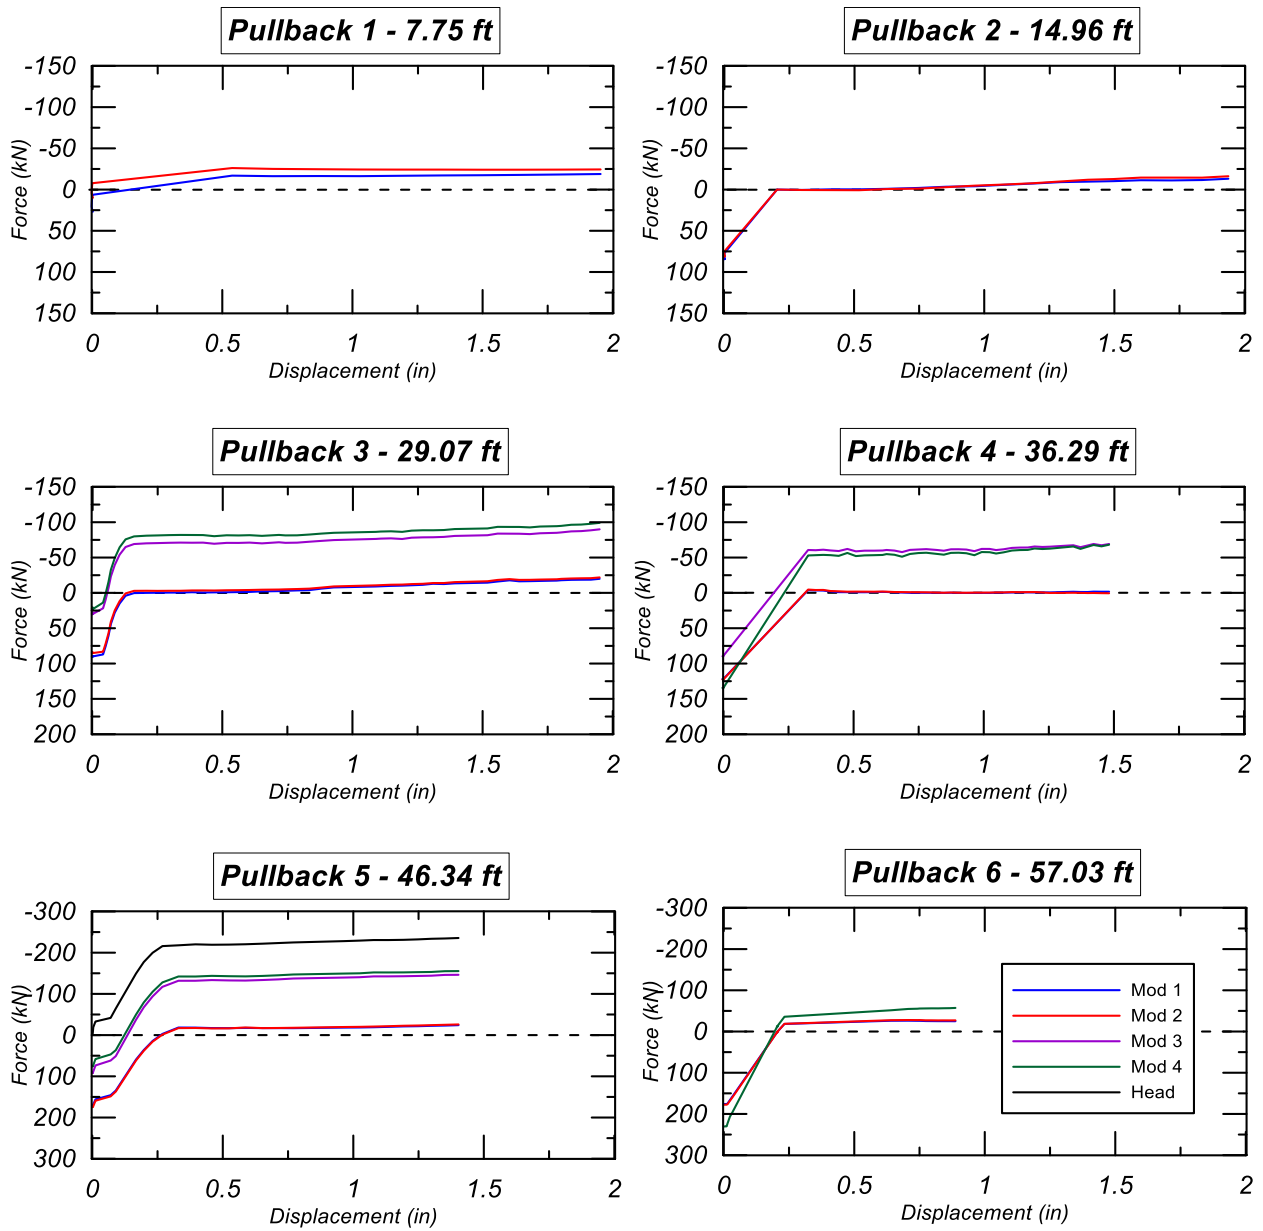 Pullback 1 - 7.75 ft
-150
-100
-50
0
50
100
150
Force (kN)
0 0.5 1 1.5 2
Displacement (in)
Pullback 2 - 14.96 ft
-150
-100
-50
0
50
100
150
Force (kN)
0 0.5 1 1.5 2
Displacement (in)
Pullback 3 - 29.07 ft
-150
-100
-50
0
50
100
150
200
Force (kN)
0 0.5 1 1.5 2
Displacement (in)
Pullback 4 - 36.29 ft
-150
-100
-50
0
50
100
150
200
Force (kN)
0 0.5 1 1.5 2
Displacement (in)
Pullback 5 - 46.34 ft
-300
-200
-100
0
100
200
300
Force (kN)
0 0.5 1 1.5 2
Displacement (in)
Pullback 6 - 57.03 ft
-300
-200
-100
0
100
200
300
Force (kN)
0 0.5 1 1.5 2
Displacement (in)
Mod 1
Mod 2
Mod 3
Mod 4
Head